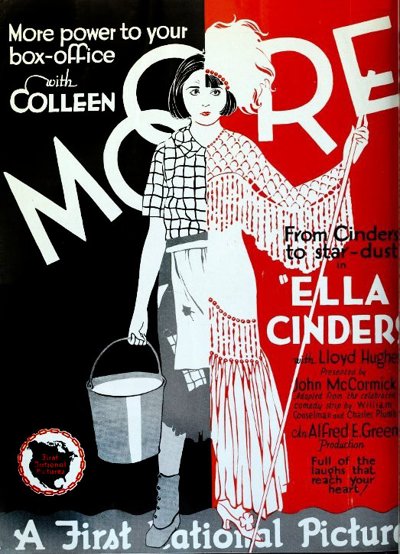 More power to your
box-office
with
COLLEEN
MOORE
From Cinders
to star-dust
in
"ELLA
CINDERS
with Lloyd Hughe
Presented by
John McCormick
Adapted from the celebrated
comedy strip by William
Conselman and Charles Plumb
An Alfred E. Green
Production
Full of the
laughs that
reach your
heart!
First
National
Pictures
A First National Picture